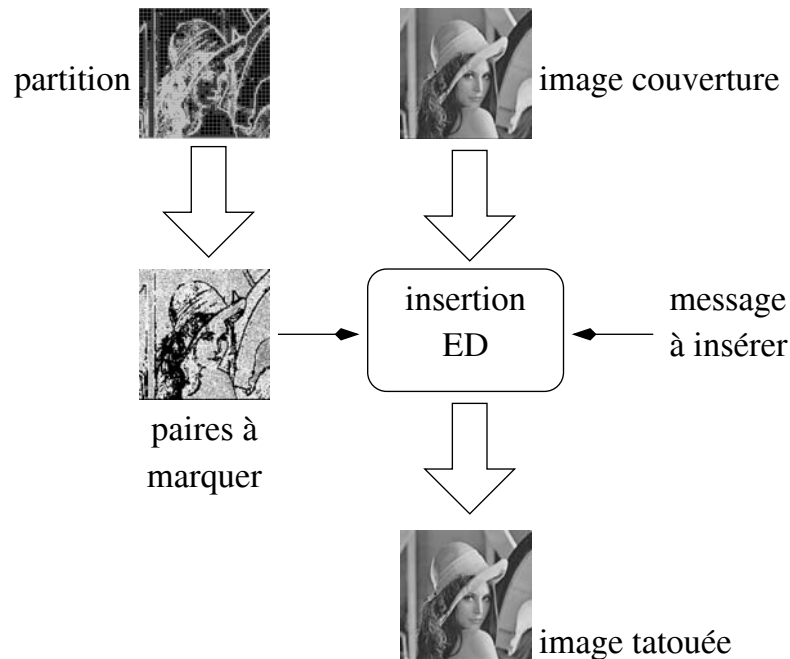 partition
image couverture
insertion
ED
message
à insérer
paires à
marquer
image tatouée